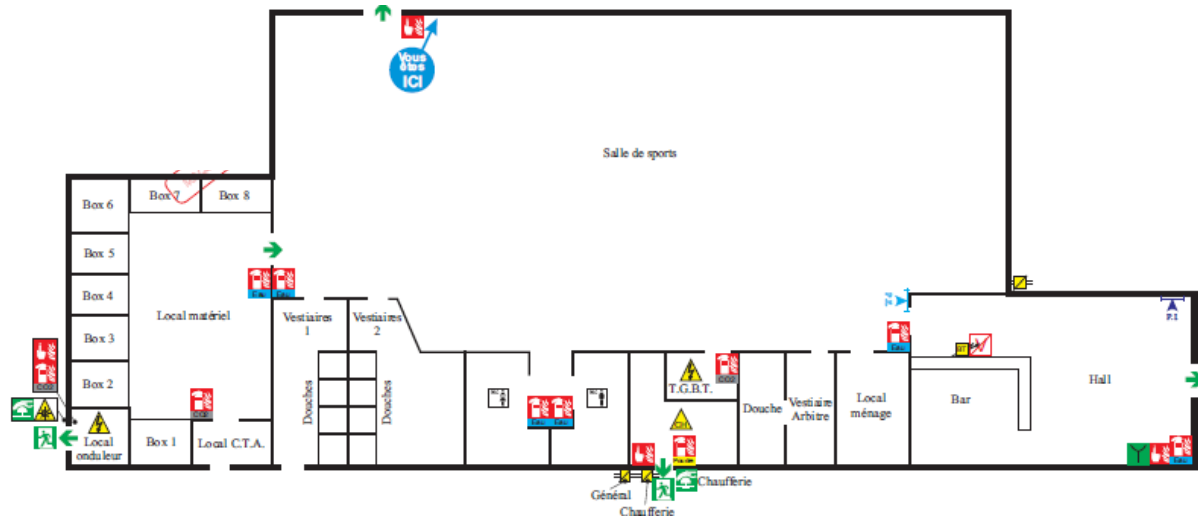 Vous
êtes
ICI
Salle de sports
Box 6
Box 7
Box 8
Box 5
Box 4
Eau
Eau
Local matériel
Vestiaires
1
Vestiaires
2
P.I
Box 3
Eau
BT
Box 2
CO2
CO2
T.G.B.T.
CO2
Hall
Douches
Douches
Douche
Vestiaire
Arbitre
Local
ménage
Bar
Eau
Eau
CH
Local
onduleur
Box 1
Local C.T.A.
Poudre
Eau
Général
Chaufferie
Chaufferie